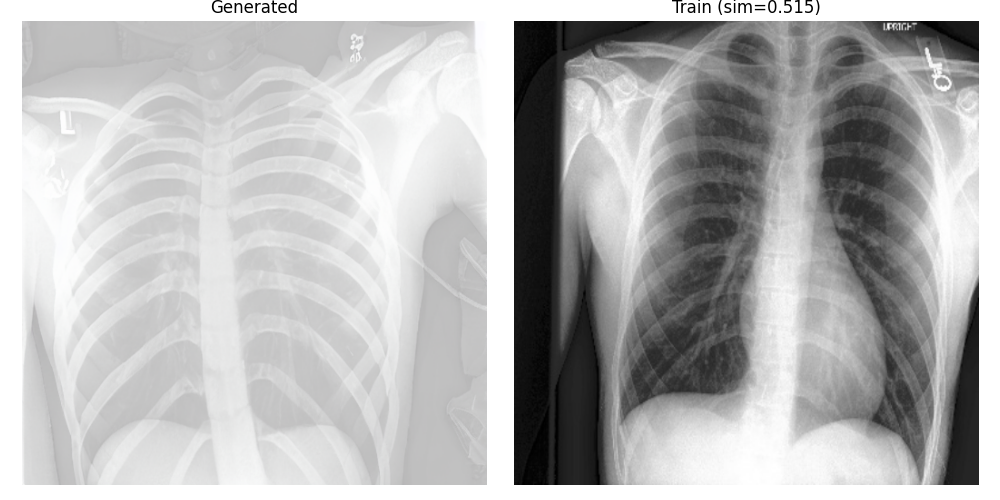 Generated
Train (sim=0.515)
UPRIGHT
L
L